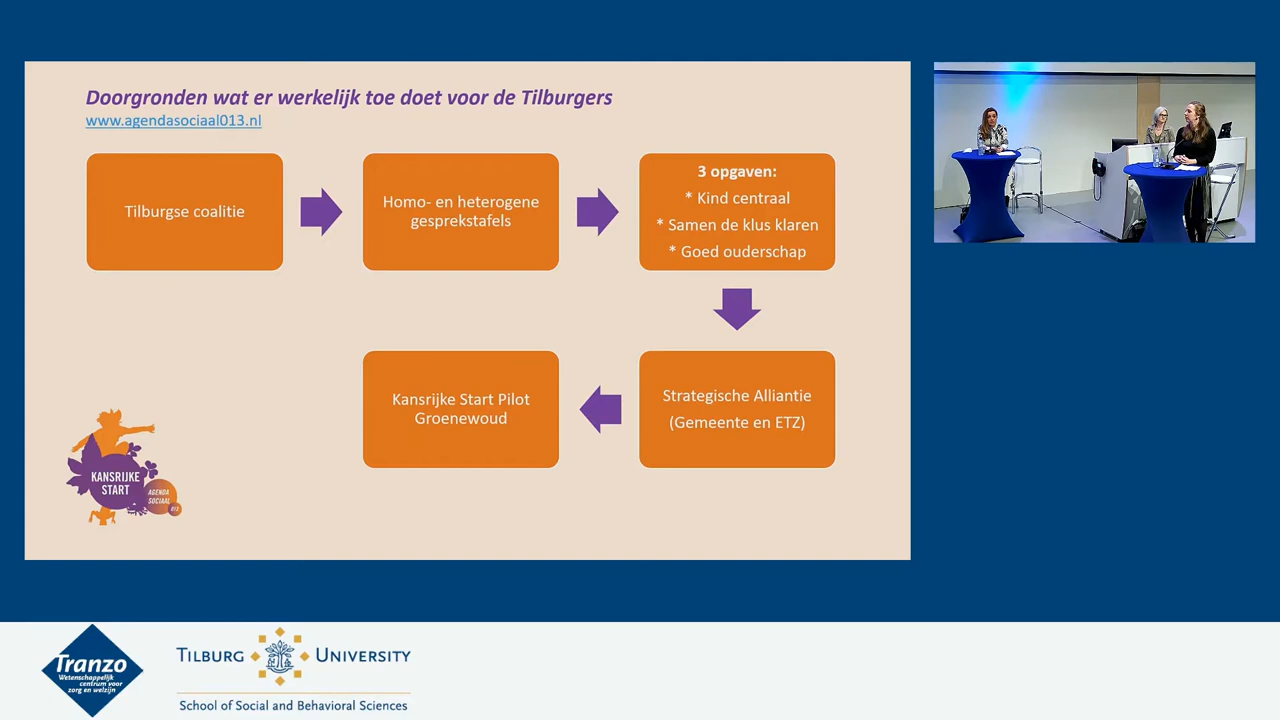 Doorgronden wat er werkelijk toe doet voor de Tilburgers
www.agendasociaal013.nl
Tilburgse coalitie
Homo- en heterogene
gesprekstafels
3 opgaven:
* Kind centraal
* Samen de klus klaren
* Goed ouderschap
Kansrijke Start Pilot
Groenewoud
Strategische Alliantie
(Gemeente en ETZ)
KANSRIJKE
START
AGENDA
SOCIAAL
013
Tranzo
Wetenschappelijk
centrum voor
zorg en welzijn
TILBURG UNIVERSITY
School of Social and Behavioral Sciences